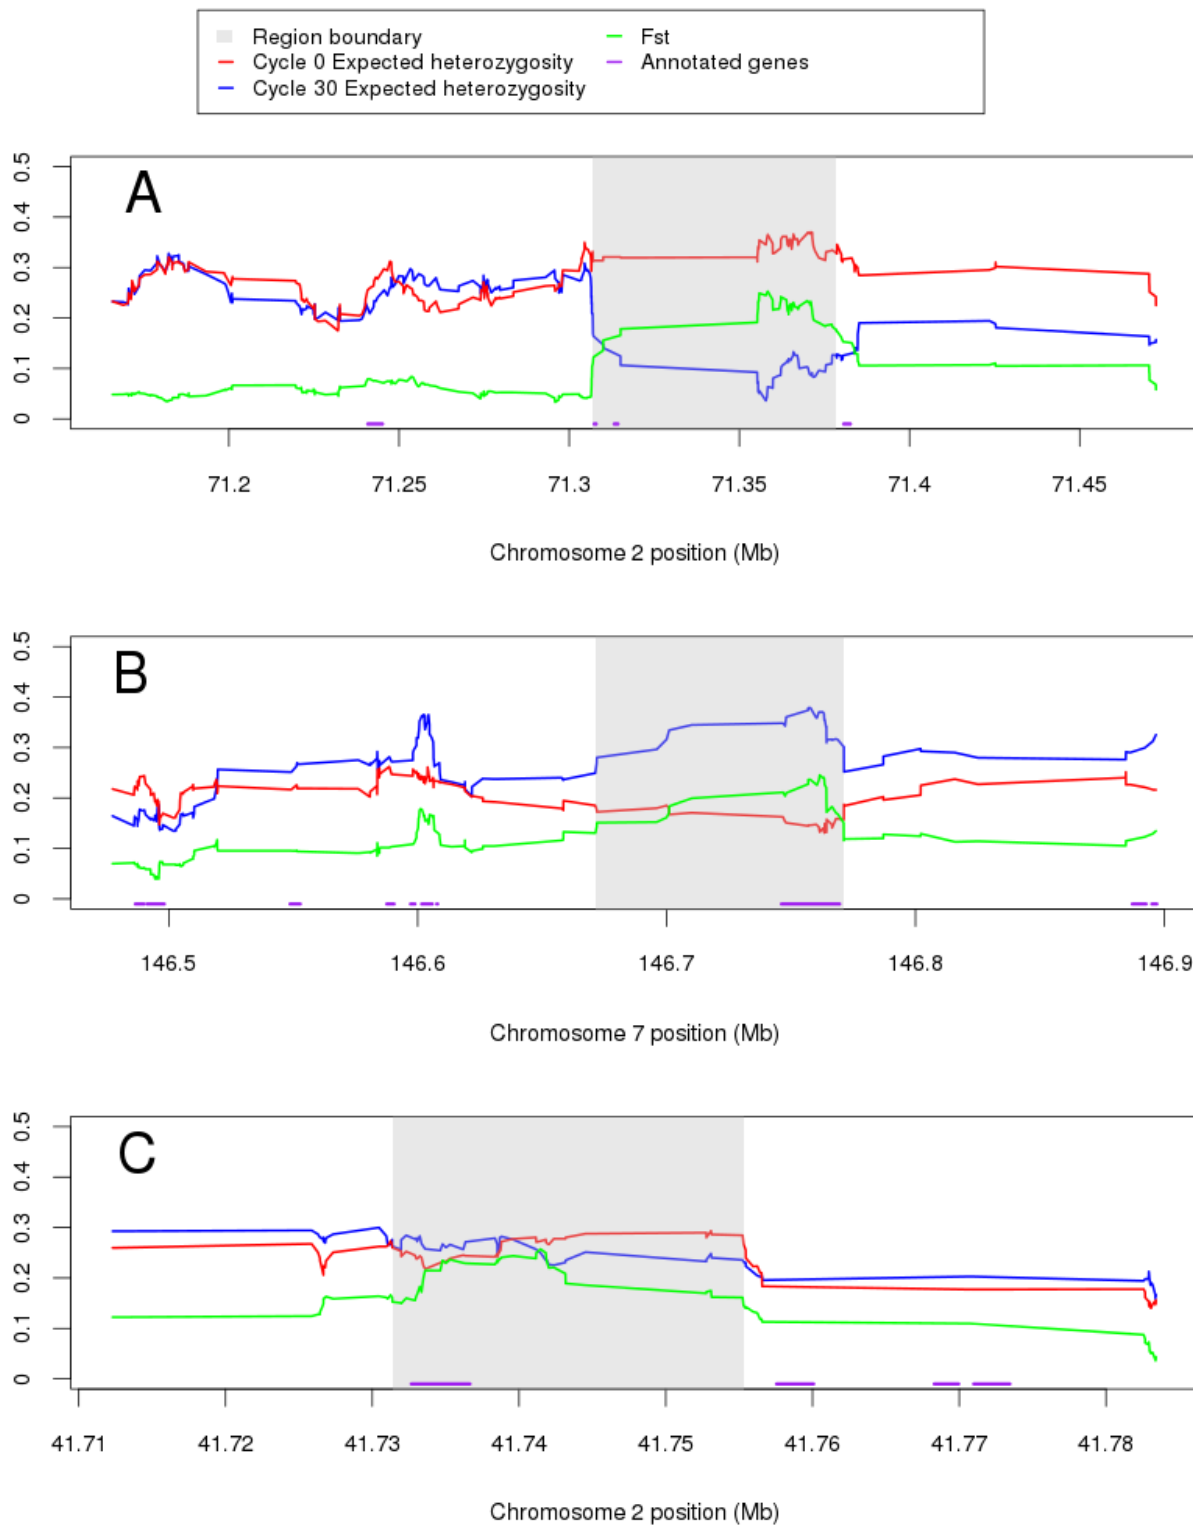 Region boundary
Cycle 0 Expected heterozygosity
Cycle 30 Expected heterozygosity
Fst
Annotated genes
A
0.5
0.4
0.3
0.2
0.1
0
71.2 71.25 71.3 71.35 71.4 71.45
Chromosome 2 position (Mb)
B
0.5
0.4
0.3
0.2
0.1
0
146.5 146.6 146.7 146.8 146.9
Chromosome 7 position (Mb)
C
0.5
0.4
0.3
0.2
0.1
0
41.71 41.72 41.73 41.74 41.75 41.76 41.77 41.78
Chromosome 2 position (Mb)